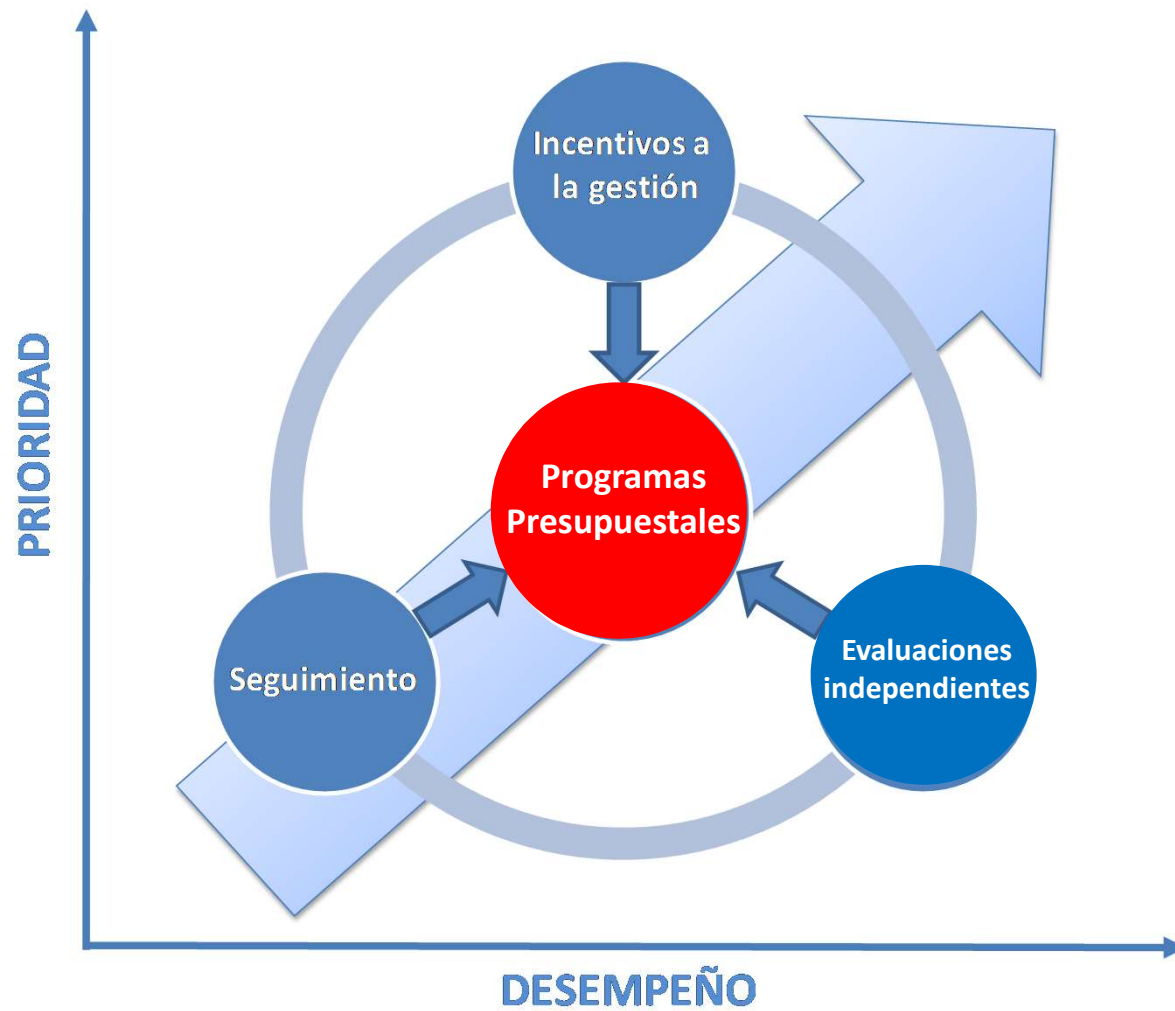 Incentivos a
la gestión
PRIORIDAD
Programas
Presupuestales
Seguimiento
Evaluaciones
independientes
DESEMPEÑO